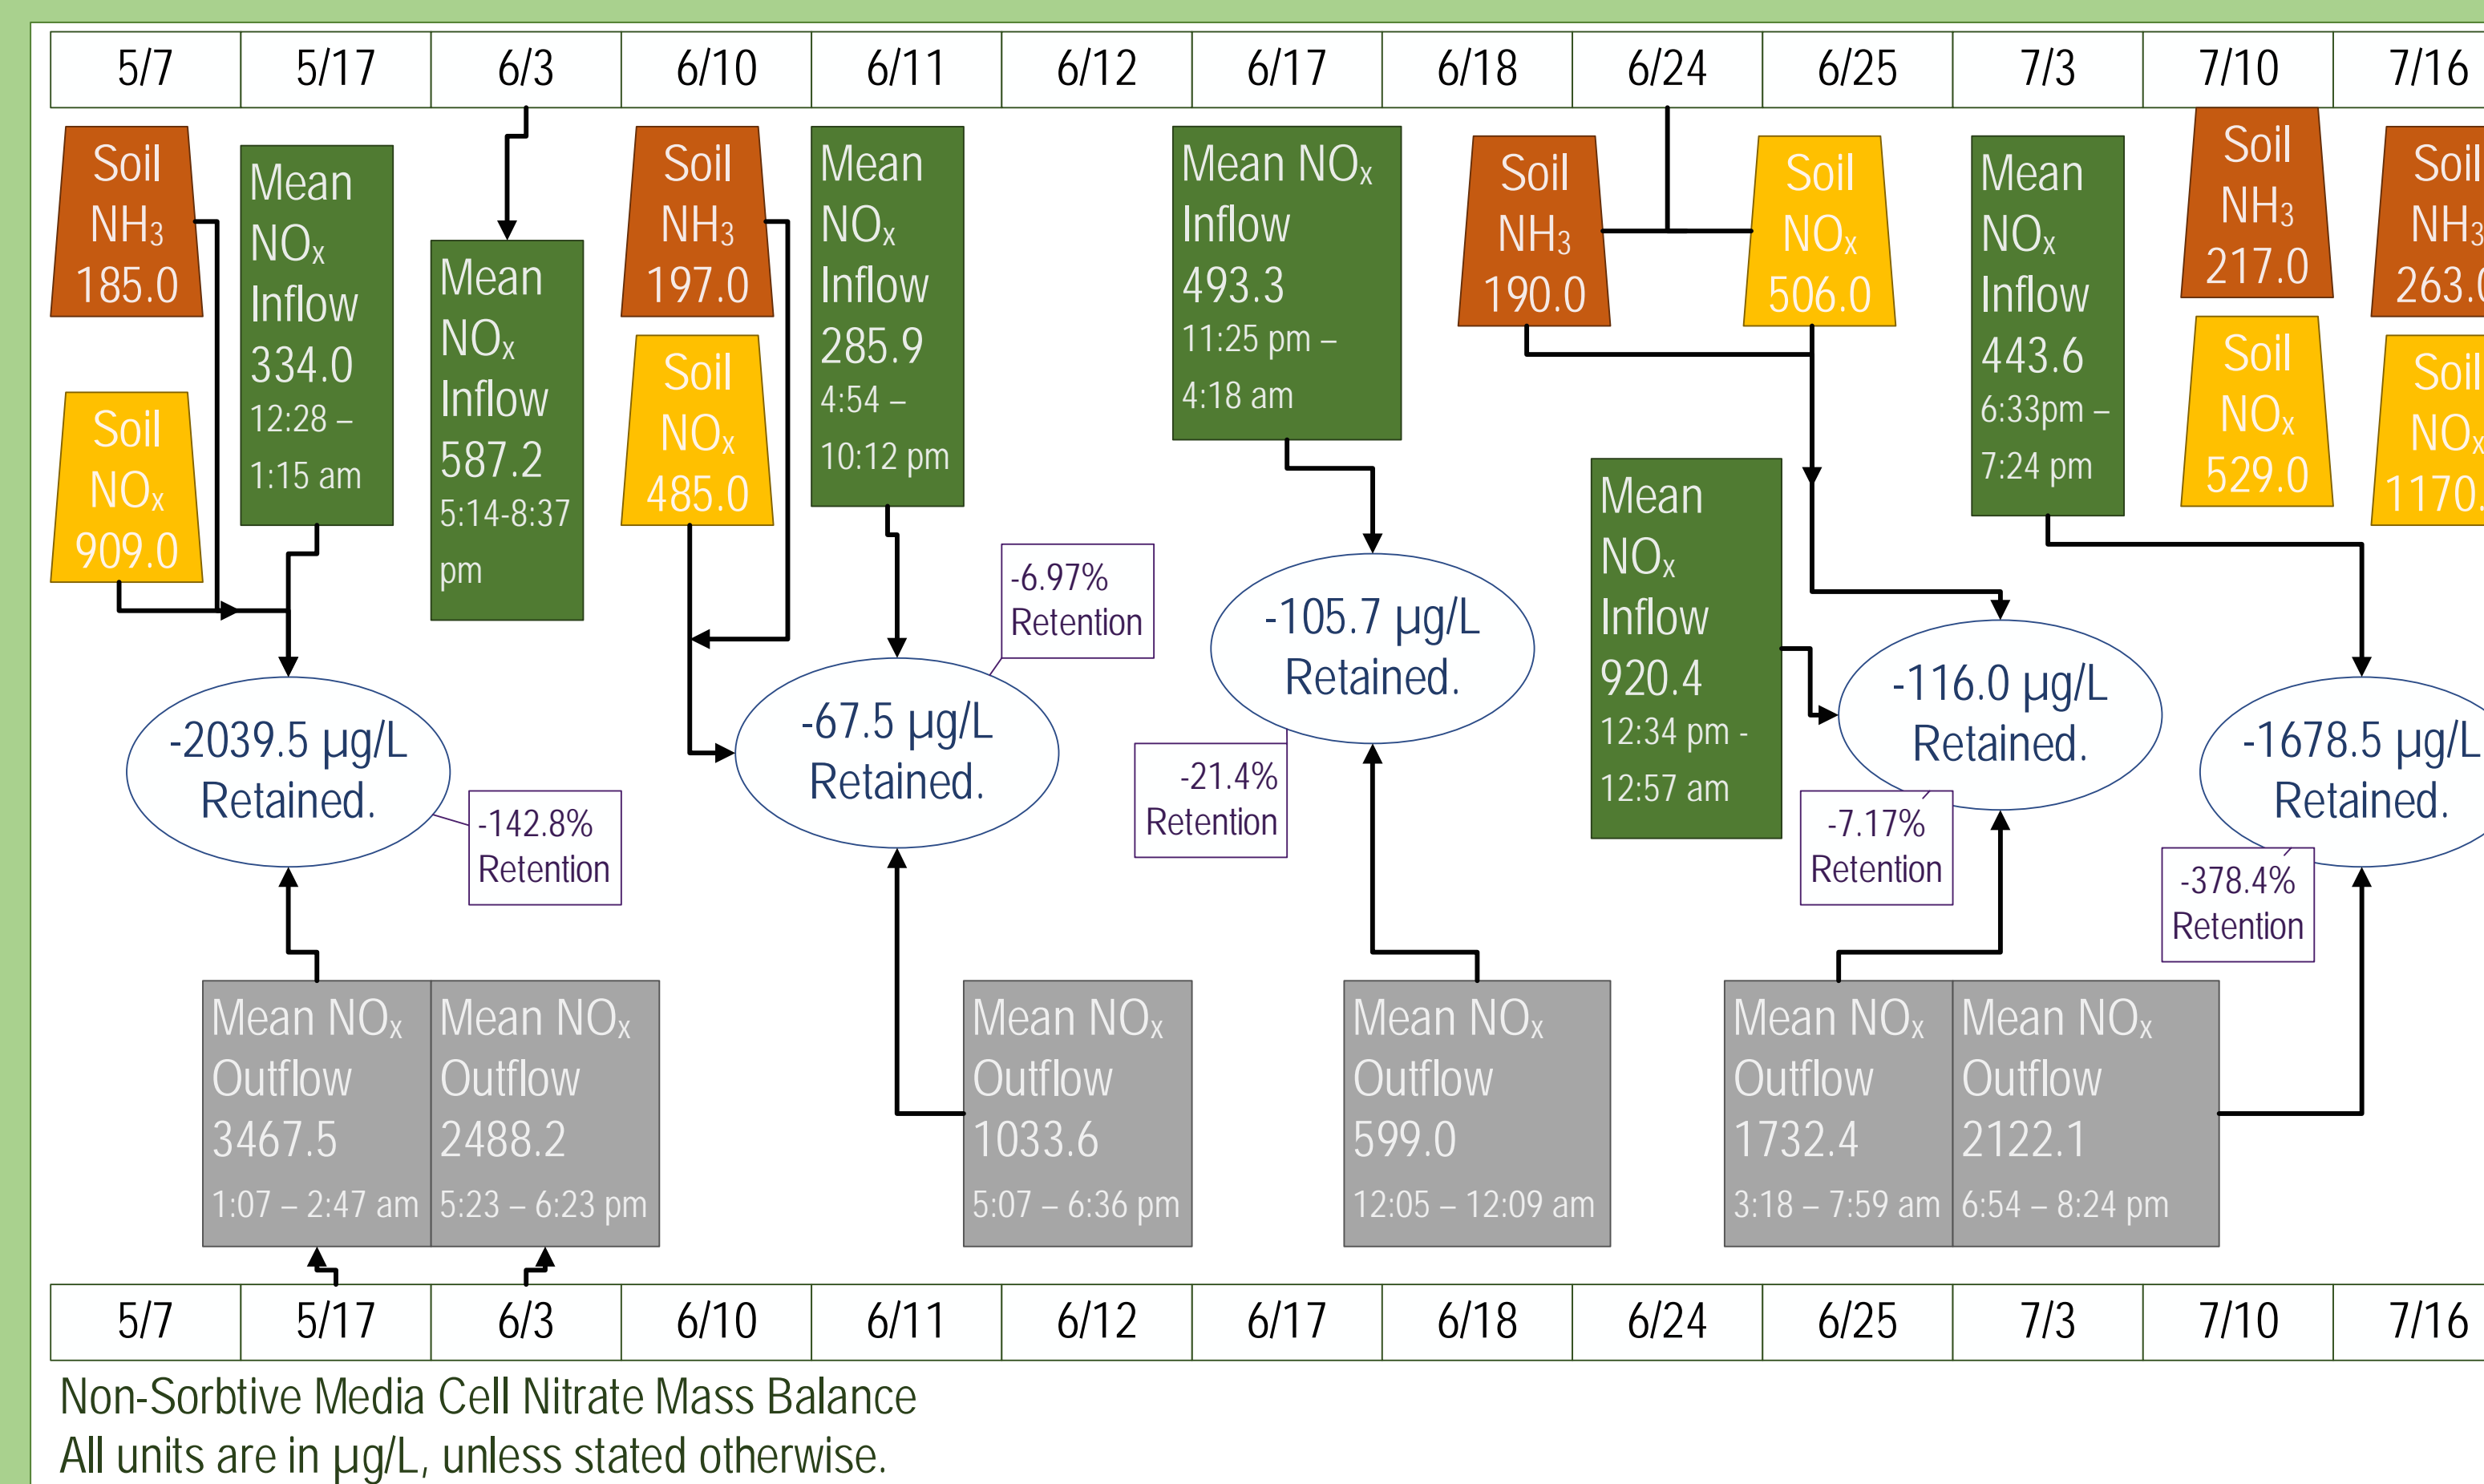 5/7 5/17 6/3 6/10 6/11 6/12 6/17 6/18 6/24 6/25 7/3 7/10 7/16
Soil
NH₃
185.0
Soil
NOₓ
909.0
Mean
NOₓ
Inflow
334.0
12:28 –
1:15 am
Mean
NOₓ
Inflow
587.2
5:14-8:37
pm
Soil
NH₃
197.0
Soil
NOₓ
485.0
Mean
NOₓ
Inflow
285.9
4:54 –
10:12 pm
Mean NOₓ
Inflow
493.3
11:25 pm –
4:18 am
Soil
NH₃
190.0
Soil
NOₓ
506.0
Mean
NOₓ
Inflow
920.4
12:34 pm -
12:57 am
Mean
NOₓ
Inflow
443.6
6:33pm –
7:24 pm
Soil
NH₃
217.0
Soil
NOₓ
529.0
Soil
NH₃
263.0
Soil
NOₓ
1170.
-2039.5 µg/L
Retained.
-142.8%
Retention
-67.5 µg/L
Retained.
-6.97%
Retention
-105.7 µg/L
Retained.
-21.4%
Retention
-116.0 µg/L
Retained.
-7.17%
Retention
-1678.5 µg/L
Retained.
-378.4%
Retention
Mean NOₓ
Outflow
3467.5
1:07 – 2:47 am
Mean NOₓ
Outflow
2488.2
5:23 – 6:23 pm
Mean NOₓ
Outflow
1033.6
5:07 – 6:36 pm
Mean NOₓ
Outflow
599.0
12:05 – 12:09 am
Mean NOₓ
Outflow
1732.4
3:18 – 7:59 am
Mean NOₓ
Outflow
2122.1
6:54 – 8:24 pm
5/7 5/17 6/3 6/10 6/11 6/12 6/17 6/18 6/24 6/25 7/3 7/10 7/16
Non-Sorbtive Media Cell Nitrate Mass Balance
All units are in µg/L, unless stated otherwise.